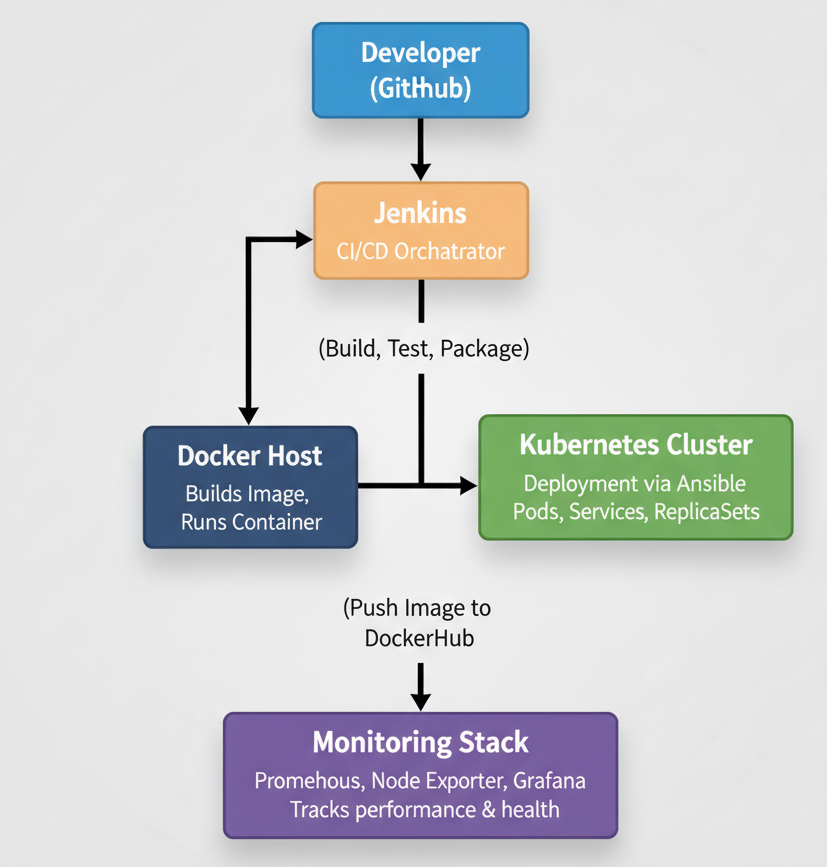 Developer
(GitHhub)
Jenkins
CI/CD Orchatrator
(Build, Test, Package)
Docker Host
Builds Image,
Runs Container
Kubernetes Cluster
Deployment via Ansible
Pods, Services, ReplicaSets
(Push Image to
DockerHub
Monitoring Stack
Promehous, Node Exporter, Grafana
Tracks performance & health